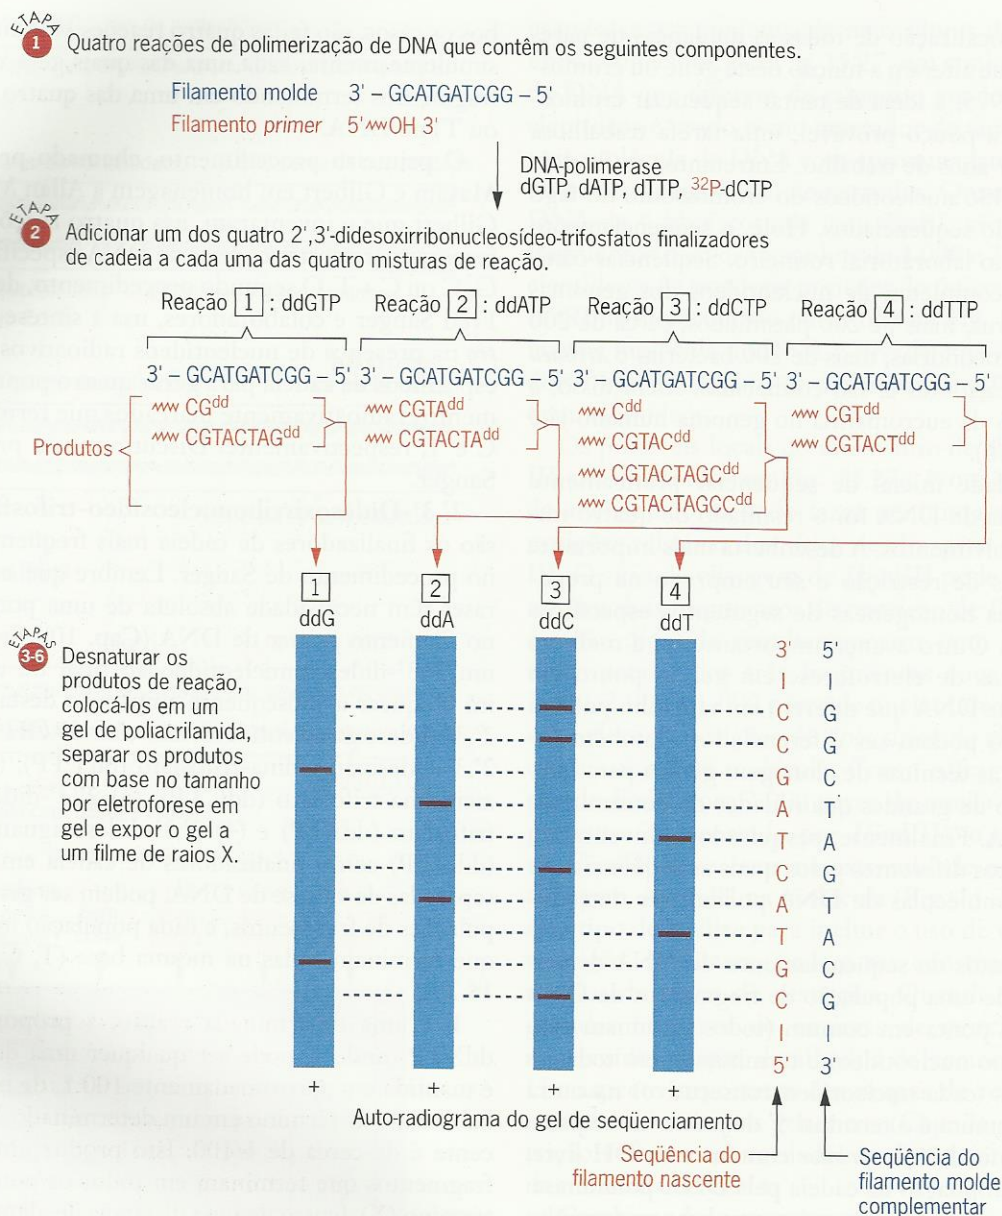 ETAPA
1 Quatro reações de polimerização de DNA que contêm os seguintes componentes.
Filamento molde 3' – GCATGATCGG – 5'
Filamento primer 5' OH 3'
DNA-polimerase
dGTP, dATP, dTTP, ³²P-dCTP
ETAPA
2 Adicionar um dos quatro 2',3'-didesoxirribonucleosídeo-trifosfatos finalizadores
de cadeia a cada uma das quatro misturas de reação.
Reação 1 : ddGTP Reação 2 : ddATP Reação 3 : ddCTP Reação 4 : ddTTP
3' – GCATGATCGG – 5' 3' – GCATGATCGG – 5' 3' – GCATGATCGG – 5' 3' – GCATGATCGG – 5'
CGdd CGTAdd Cdd CGTdd
CGTACTAGdd CGTACTAdd CGTACdd CGTACTdd
Produtos
CGTACTAGCdd
CGTACTAGCCdd
1 2 3 4
ddG ddA ddC ddT
ETAPAS
3-6 Desnaturar os
produtos de reação,
colocá-los em um
gel de poliacrilamida,
separar os produtos
com base no tamanho
por eletroforese em
gel e expor o gel a
um filme de raios X.
3' 5'
C G
C G
G C
A T
T A
C G
A T
T A
G C
C G
5' 3'
+ + + +
Auto-radiograma do gel de seqüenciamento
Seqüência do
filamento nascente
Seqüência do
filamento molde
complementar